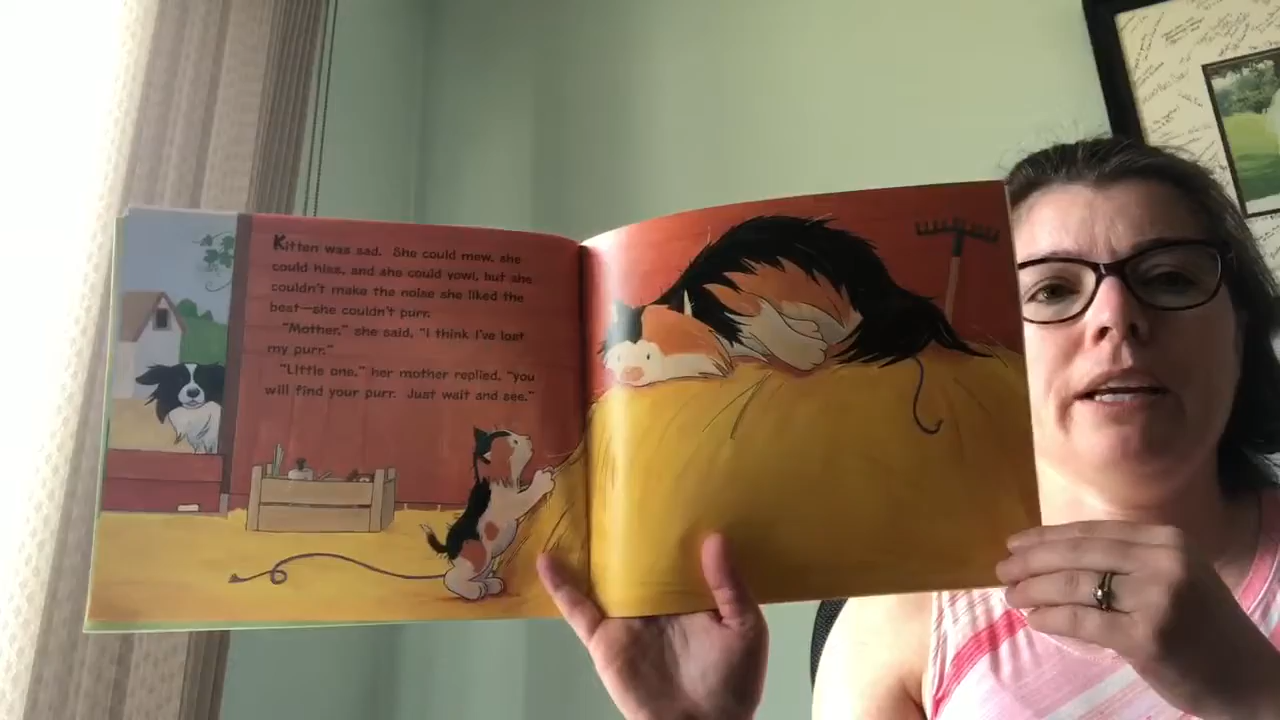 Kitten was sad. She could mew, she
could hiss, and she could yowl, but she
couldn't make the noise she liked the
best—she couldn't purr.
"Mother," she said, "I think I've lost
my purr."
"Little one," her mother replied, "you
will find your purr. Just wait and see."